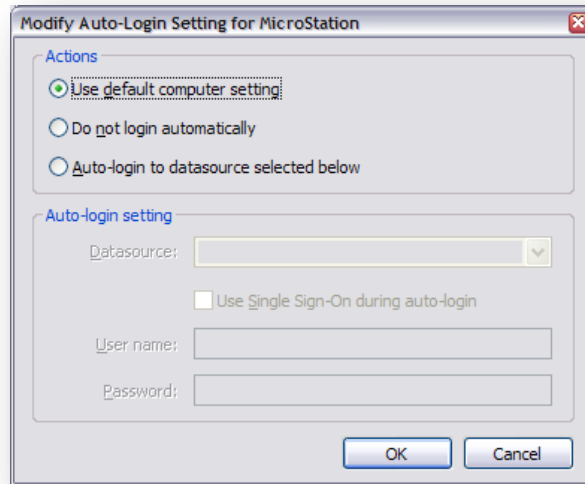 Modify Auto-Login Setting for MicroStation
Actions
Use default computer setting
Do not login automatically
Auto-login to datasource selected below
Auto-login setting
Datasource:
Use Single Sign-On during auto-login
User name:
Password:
OK Cancel